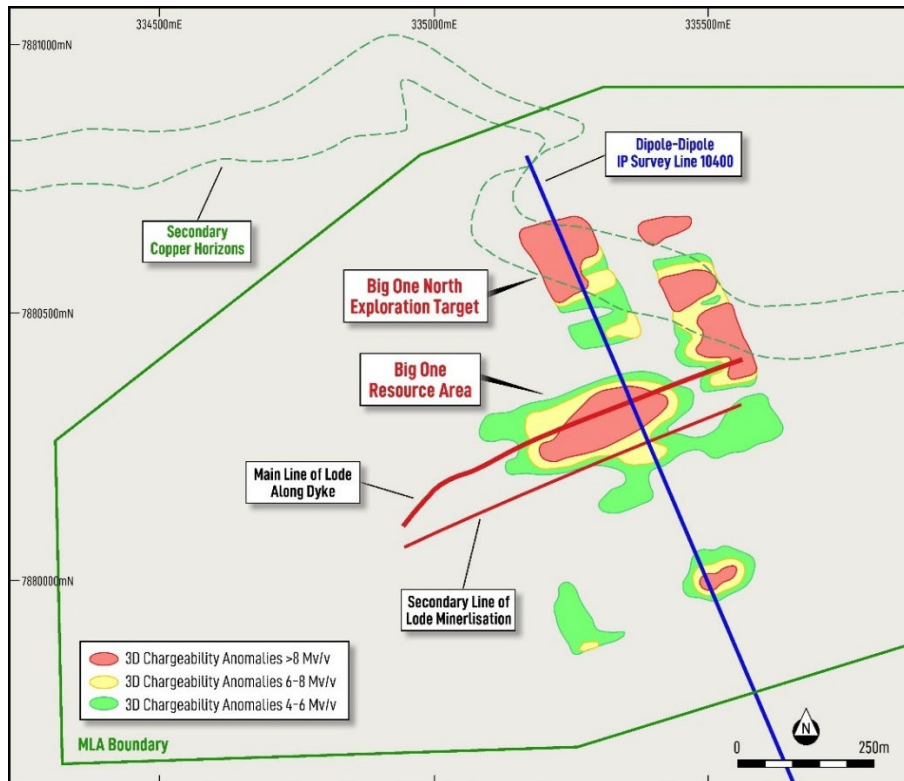 334500mE
335000mE
335500mE
7881000mN
7880500mN
7880000mN
Dipole-Dipole
IP Survey Line 10400
Secondary
Copper Horizons
Big One North
Exploration Target
Big One
Resource Area
Main Line of Lode
Along Dyke
Secondary Line of
Lode Minerlisation
3D Chargeability Anomalies >8 Mv/v
3D Chargeability Anomalies 6-8 Mv/v
3D Chargeability Anomalies 4-6 Mv/v
MLA Boundary
N
0
250m